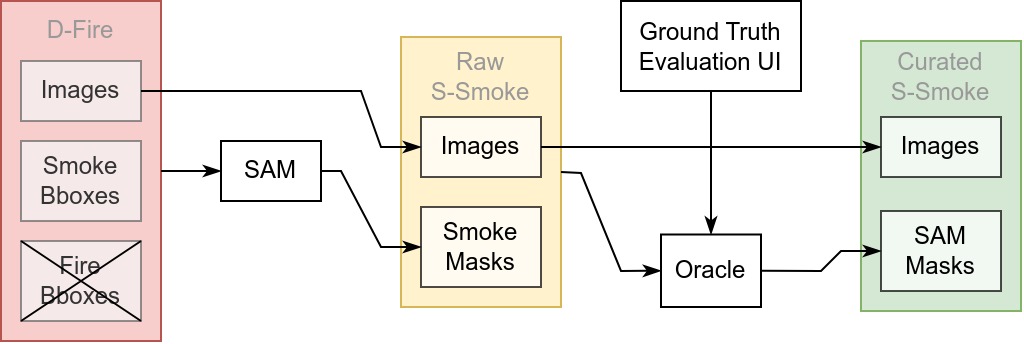 D-Fire
Images
Smoke
Bboxes
Fire
Bboxes
SAM
Raw
S-Smoke
Images
Smoke
Masks
Ground Truth
Evaluation UI
Oracle
Curated
S-Smoke
Images
SAM
Masks